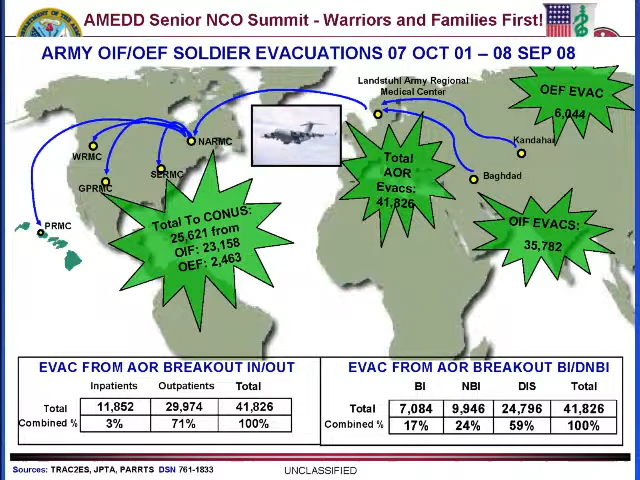 AMEDD Senior NCO Summit - Warriors and Families First!
ARMY OIF/OEF SOLDIER EVACUATIONS 07 OCT 01 – 08 SEP 08
Landstuhl Army Regional
Medical Center
OEF EVAC
6,044
NARMC
WRMC
SERMC
GPRMC
PRMC
Kandahar
Baghdad
Total
AOR
Evacs:
41,826
Total To CONUS:
25,621 from
OIF: 23,158
OEF: 2,463
OIF EVACS:
35,782
EVAC FROM AOR BREAKOUT IN/OUT
Inpatients Outpatients Total
Total 11,852 29,974 41,826
Combined % 3% 71% 100%
EVAC FROM AOR BREAKOUT BI/DNBI
BI NBI DIS Total
Total 7,084 9,946 24,796 41,826
Combined % 17% 24% 59% 100%
Sources: TRAC2ES, JPTA, PARRTS DSN 761-1833
UNCLASSIFIED